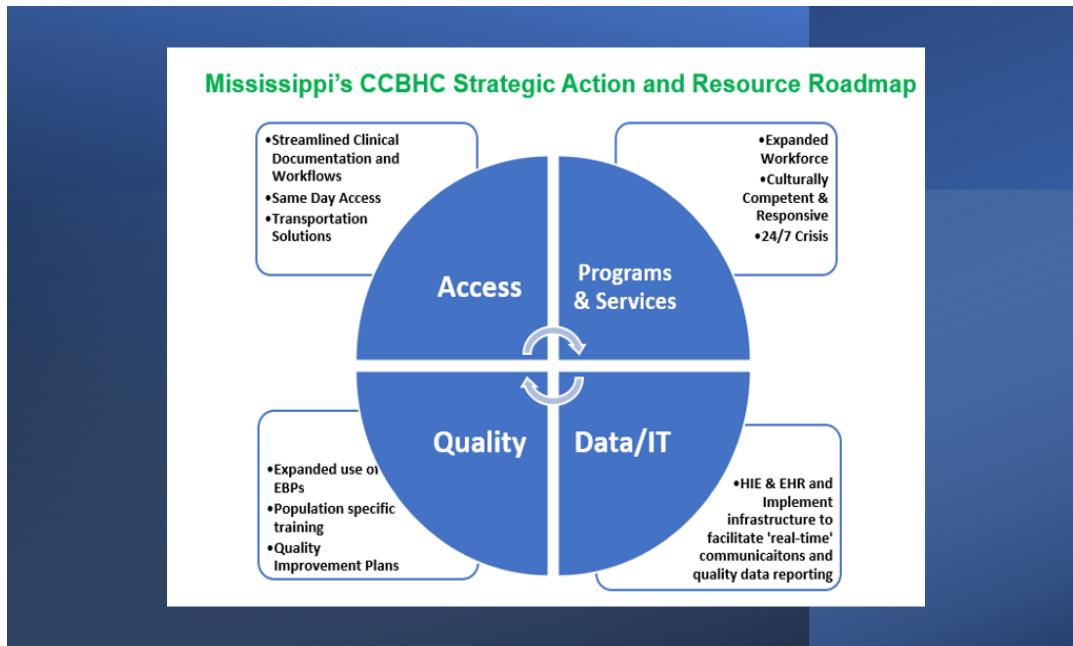 Mississippi's CCBHC Strategic Action and Resource Roadmap
•Streamlined Clinical
Documentation and
Workflows
•Same Day Access
•Transportation
Solutions
•Expanded
Workforce
•Culturally
Competent &
Responsive
•24/7 Crisis
Access
Programs
& Services
Quality
Data/IT
•Expanded use of
EBPs
•Population specific
training
•Quality
Improvement Plans
•HIE & EHR and
Implement
infrastructure to
facilitate 'real-time'
communicaitons and
quality data reporting